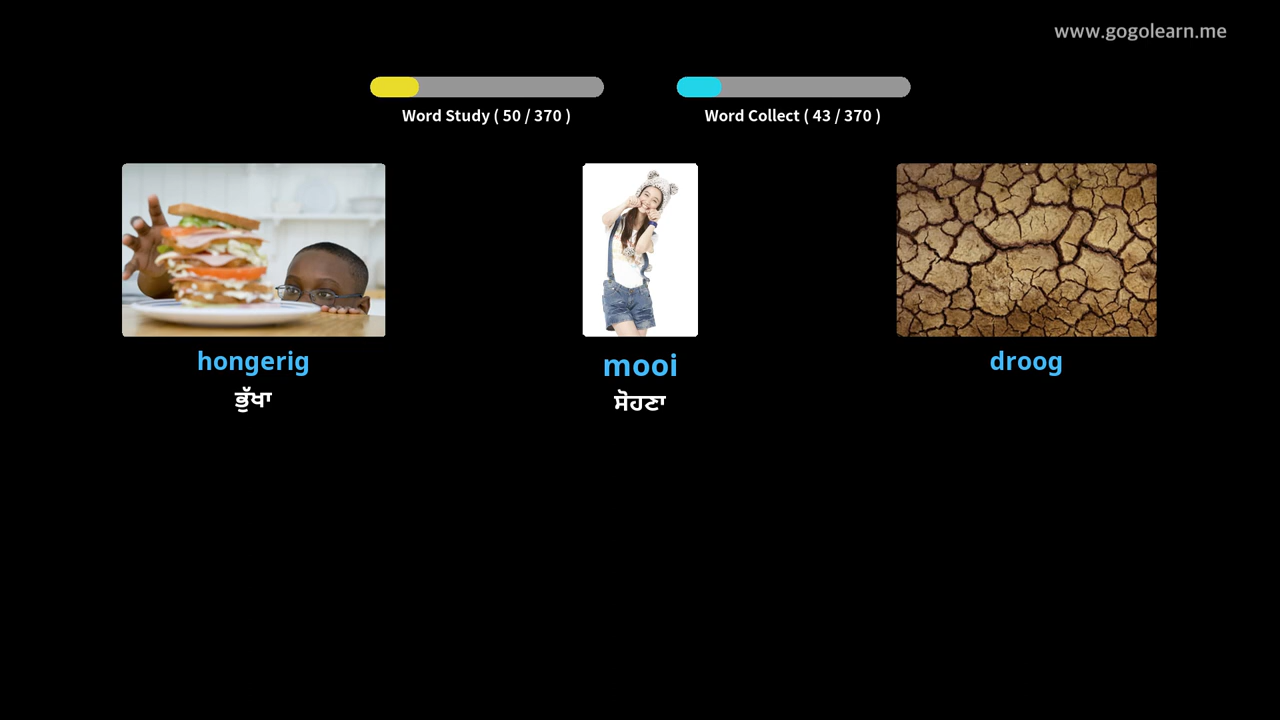 www.gogolearn.me
Word Study ( 50 / 370 )
Word Collect ( 43 / 370 )
hongerig
mooi
droog
ਭੁੱਖਾ
ਸੋਹਣਾ